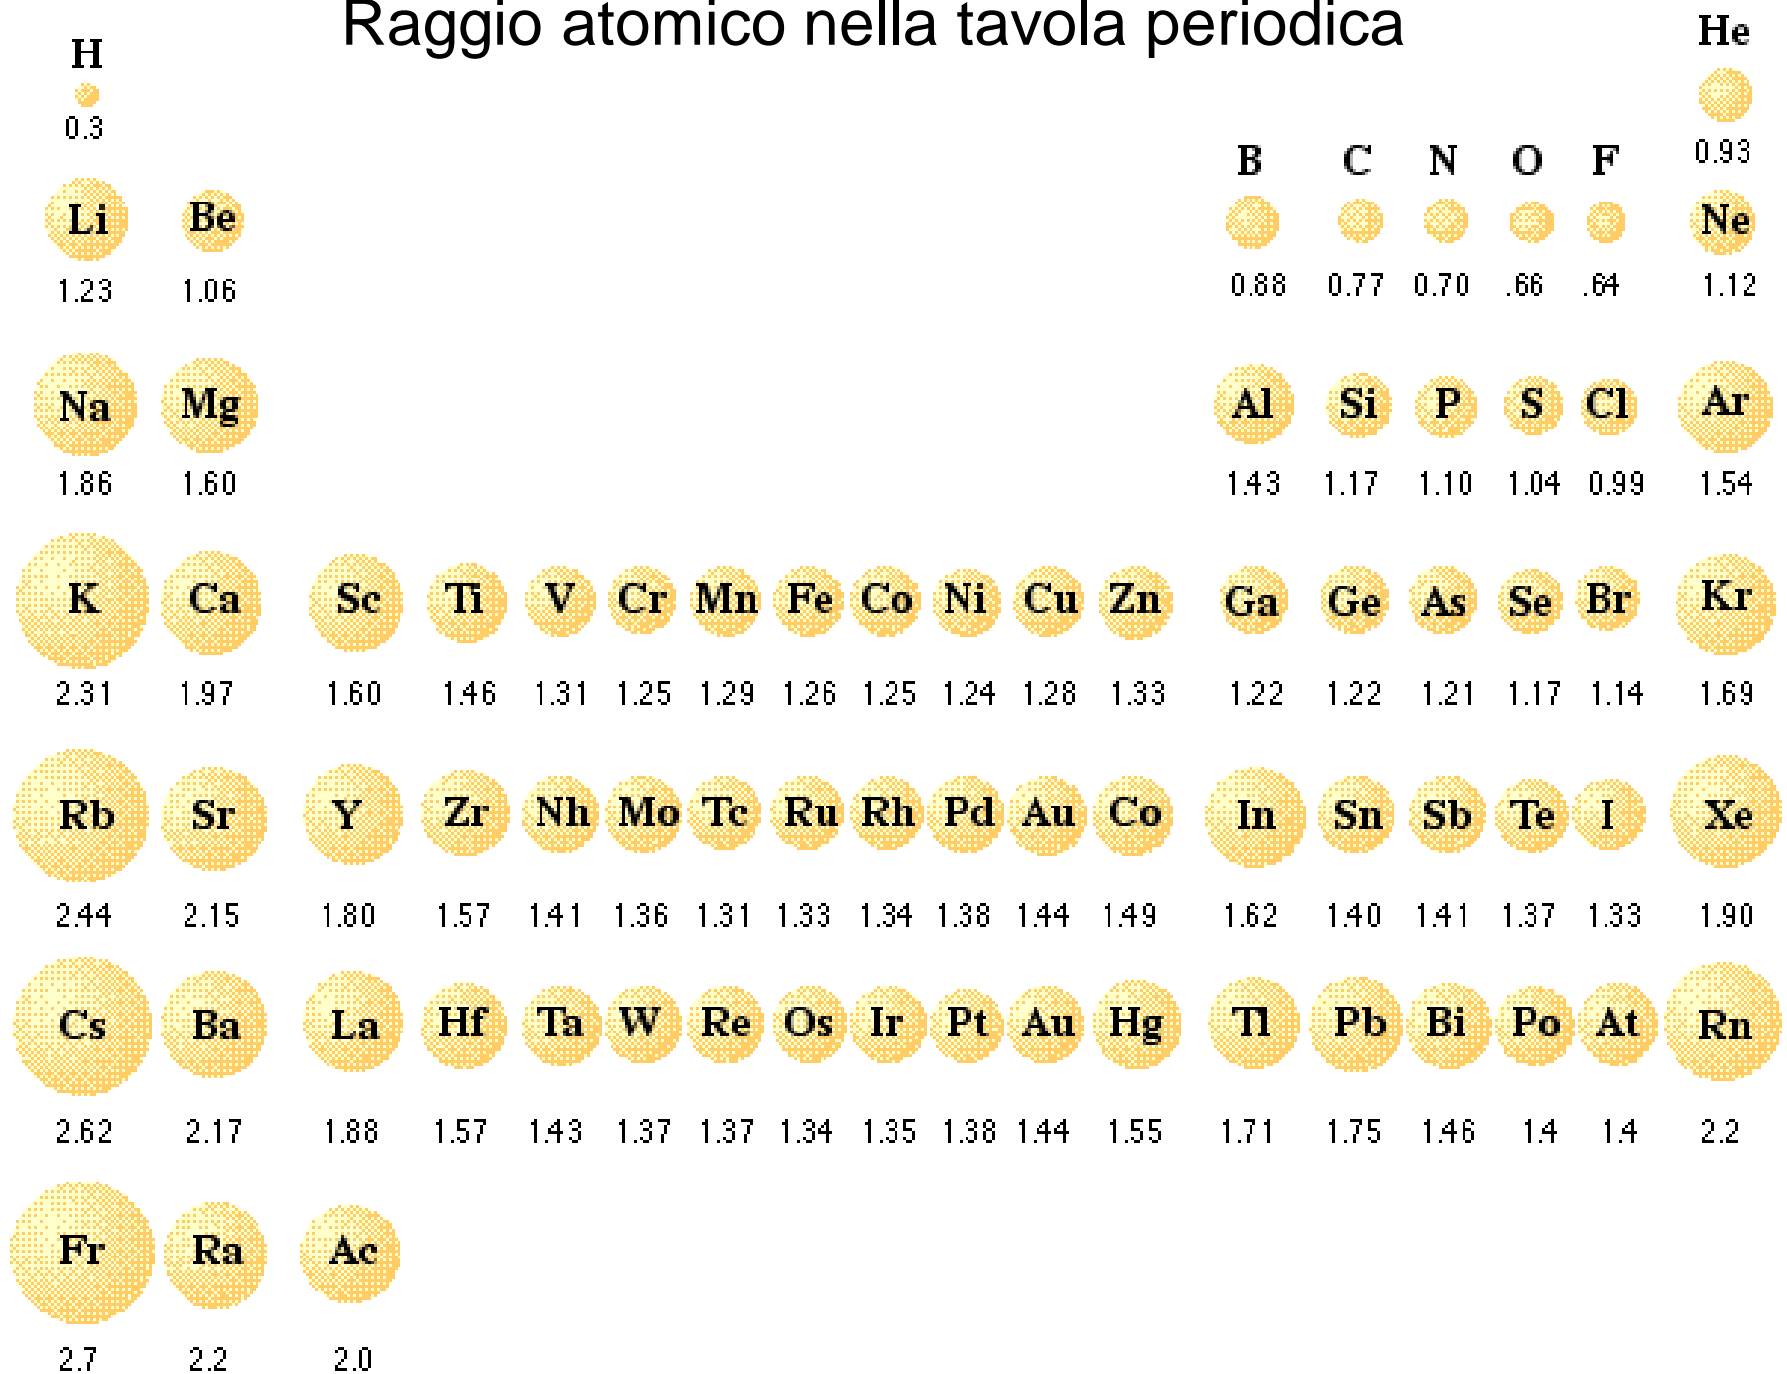 Raggio atomico nella tavola periodica
H He
0.3 0.93
B C N O F
Li Be Ne
1.23 1.06 0.88 0.77 0.70 .66 .64 1.12
Na Mg Al Si P S Cl Ar
1.86 1.60 1.43 1.17 1.10 1.04 0.99 1.54
K Ca Sc Ti V Cr Mn Fe Co Ni Cu Zn Ga Ge As Se Br Kr
2.31 1.97 1.60 1.46 1.31 1.25 1.29 1.26 1.25 1.24 1.28 1.33 1.22 1.22 1.21 1.17 1.14 1.69
Rb Sr Y Zr Nh Mo Tc Ru Rh Pd Au Co In Sn Sb Te I Xe
2.44 2.15 1.80 1.57 1.41 1.36 1.31 1.33 1.34 1.38 1.44 1.49 1.62 1.40 1.41 1.37 1.33 1.90
Cs Ba La Hf Ta W Re Os Ir Pt Au Hg Tl Pb Bi Po At Rn
2.62 2.17 1.88 1.57 1.43 1.37 1.37 1.34 1.35 1.38 1.44 1.55 1.71 1.75 1.46 1.4 1.4 2.2
Fr Ra Ac
2.7 2.2 2.0